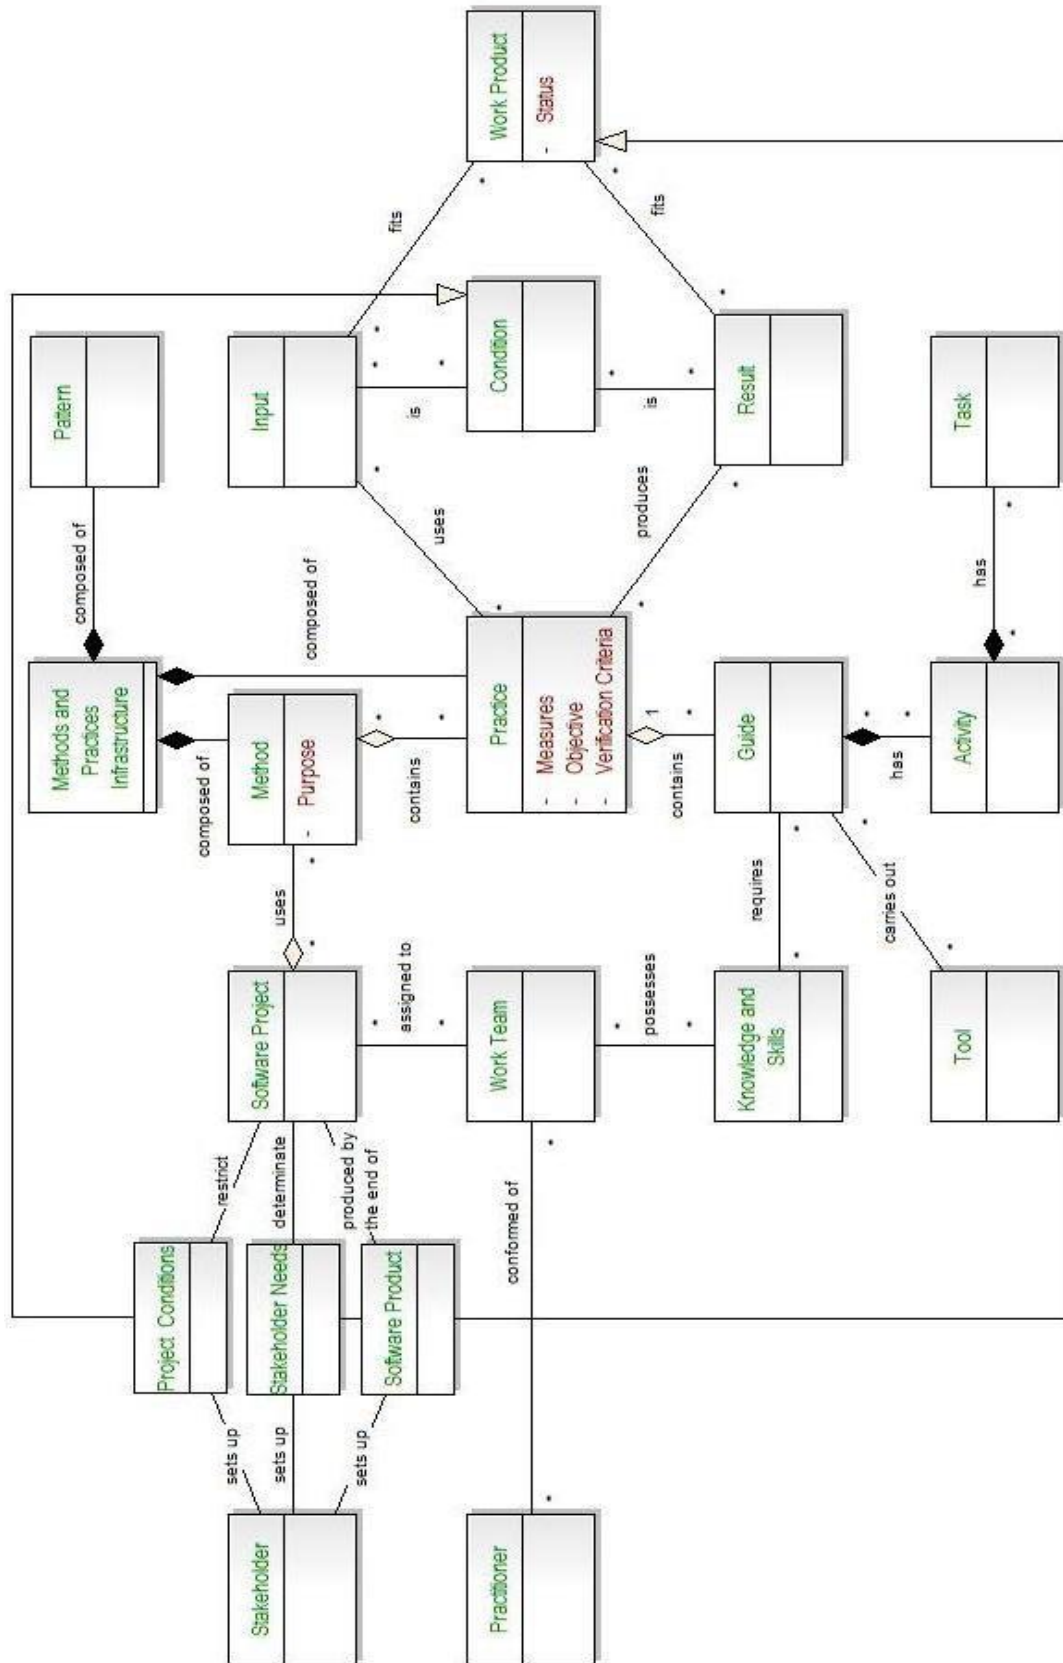 Methods and
Practices
Infrastructure
composed of
Pattern
Project Conditions
sets up
restrict
composed of
Stakeholder
sets up
Stakeholder Needs
determinate
Software Project
*
uses
*
Method
- Purpose
composed of
Input
*
*
*
fits
sets up
Software Product
produced by
the end of
*
assigned to
*
*
contains
*
uses
*
is
*
Practitioner
*
conformed of
*
Work Team
Practice
- Measures
- Objective
- Verification Criteria
Condition
*
Work Product
- Status
*
*
possesses
*
1
contains
*
*
produces
*
*
is
*
fits
*
Knowledge and
Skills
*
requires
*
Guide
Result
*
carries out
*
*
has
*
Tool
Activity
*
has
*
Task